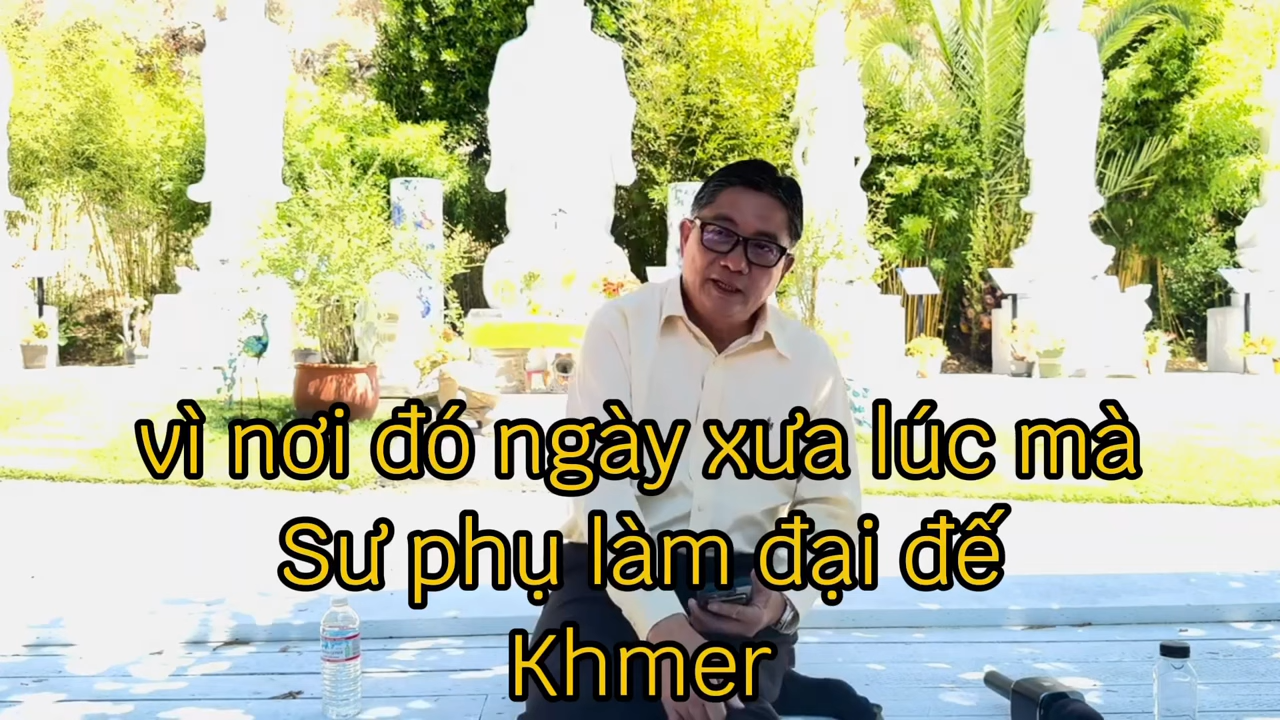 vì nơi đó ngày xưa lúc mà
Sư phụ làm đại đế
Khmer